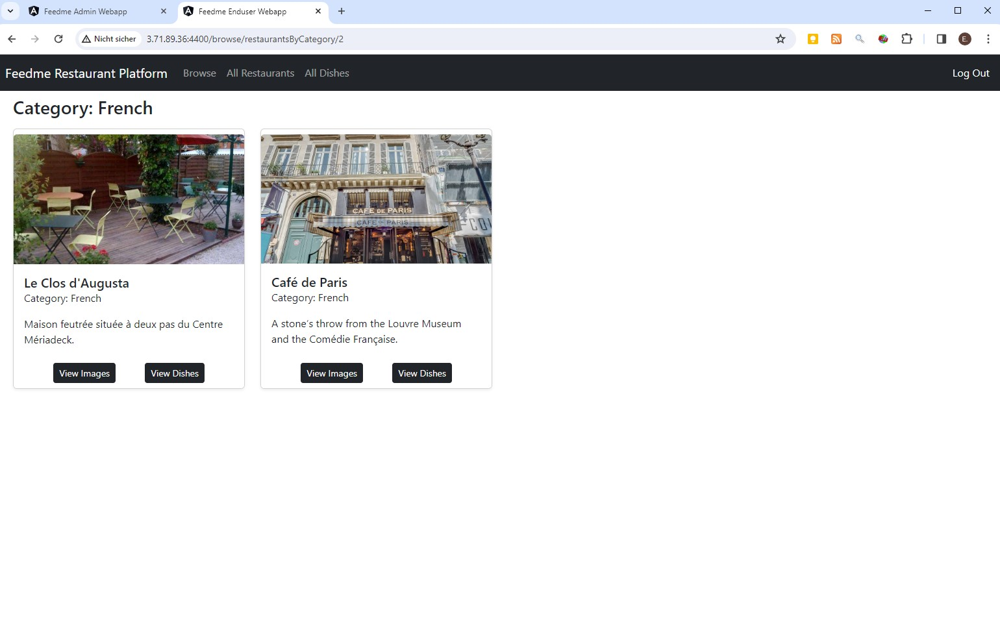 Feedme Admin Webapp
Feedme Enduser Webapp
Nicht sicher
3.71.89.36:4400/browse/restaurantsByCategory/2
E.
Feedme Restaurant Platform
Browse
All Restaurants
All Dishes
Log Out
Category: French
CAFE DE PARIS
CAFE DE PARIS
Le Clos d'Augusta
Category: French
Maison feutrée située à deux pas du Centre
Mériadeck.
View Images
View Dishes
Café de Paris
Category: French
A stone’s throw from the Louvre Museum
and the Comédie Française.
View Images
View Dishes